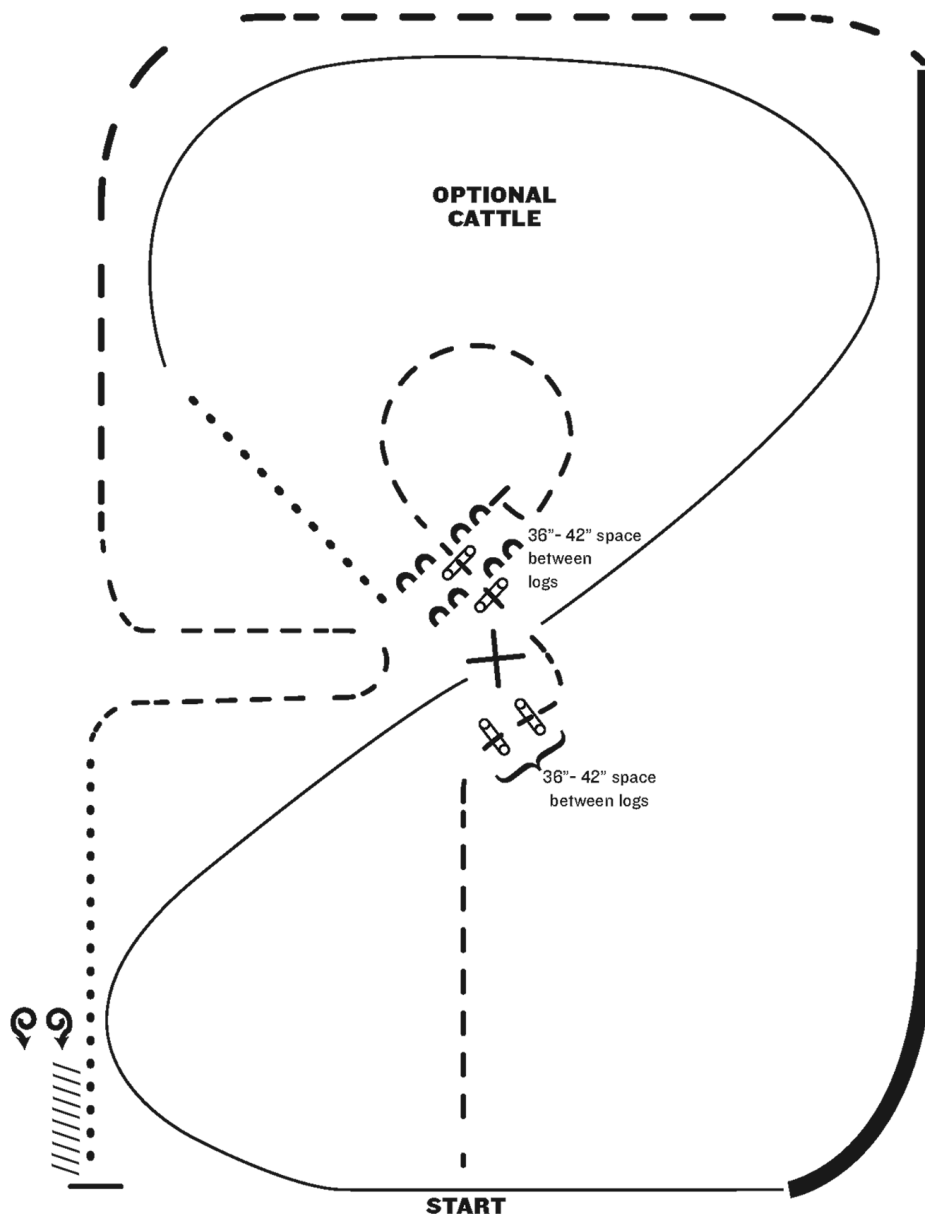 OPTIONAL
CATTLE
36”- 42” space
between
logs
36”- 42” space
between logs
START